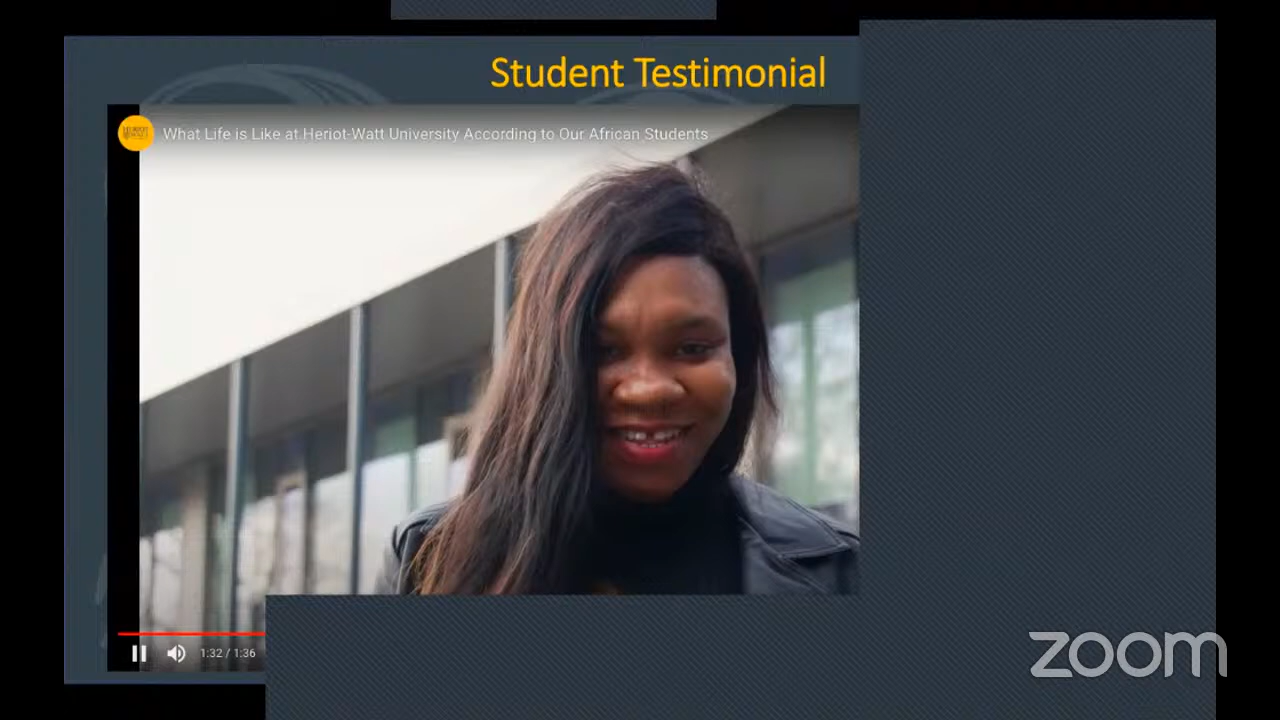 Student Testimonial
What Life is Like at Heriot-Watt University According to Our African Students
1:32 / 1:36
zoom